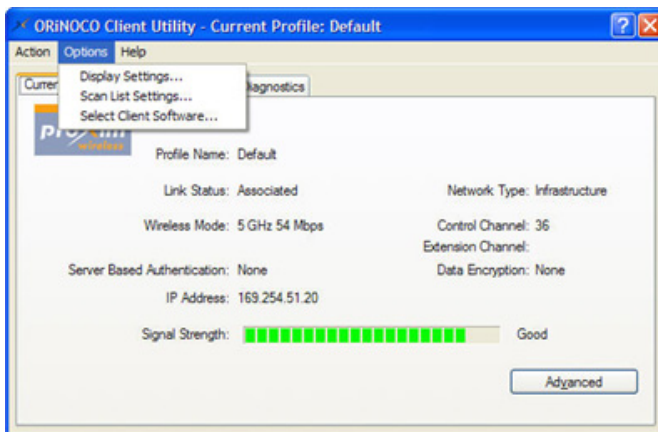 ORiNOCO Client Utility - Current Profile: Default
Action Options Help
Display Settings...
Scan List Settings...
Select Client Software...
Diagnostics
wireless
Profile Name: Default
Link Status: Associated
Network Type: Infrastructure
Wireless Mode: 5 GHz 54 Mbps
Control Channel: 36
Extension Channel:
Server Based Authentication: None
Data Encryption: None
IP Address: 169.254.51.20
Signal Strength: Good
Advanced